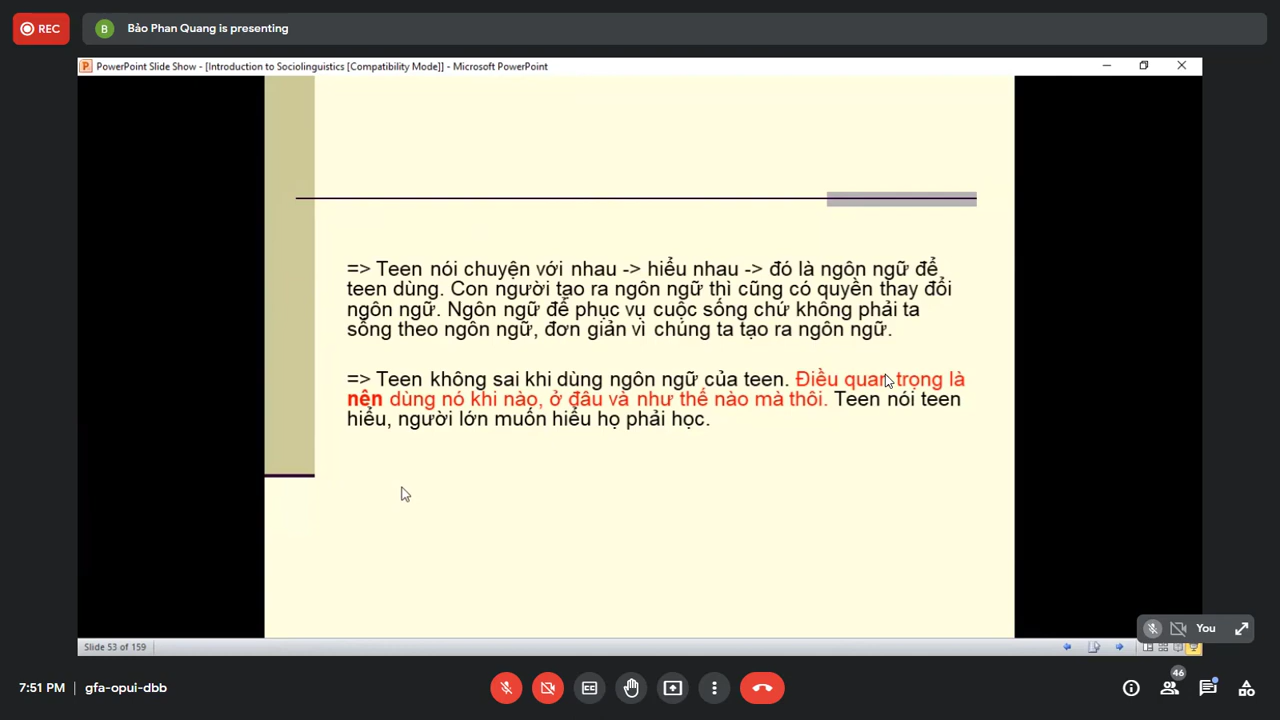 REC
B
Bảo Phan Quang is presenting
PowerPoint Slide Show - [Introduction to Sociolinguistics [Compatibility Mode]] - Microsoft PowerPoint
=> Teen nói chuyện với nhau -> hiểu nhau -> đó là ngôn ngữ để
teen dùng. Con người tạo ra ngôn ngữ thì cũng có quyền thay đổi
ngôn ngữ. Ngôn ngữ để phục vụ cuộc sống chứ không phải ta
sống theo ngôn ngữ, đơn giản vì chúng ta tạo ra ngôn ngữ.
=> Teen không sai khi dùng ngôn ngữ của teen. Điều quan trọng là
nện dùng nó khi nào, ở đâu và như thế nào mà thôi. Teen nói teen
hiểu, người lớn muốn hiểu họ phải học.
You
Slide 53 of 159
46
7:51 PM | gfa-opui-dbb